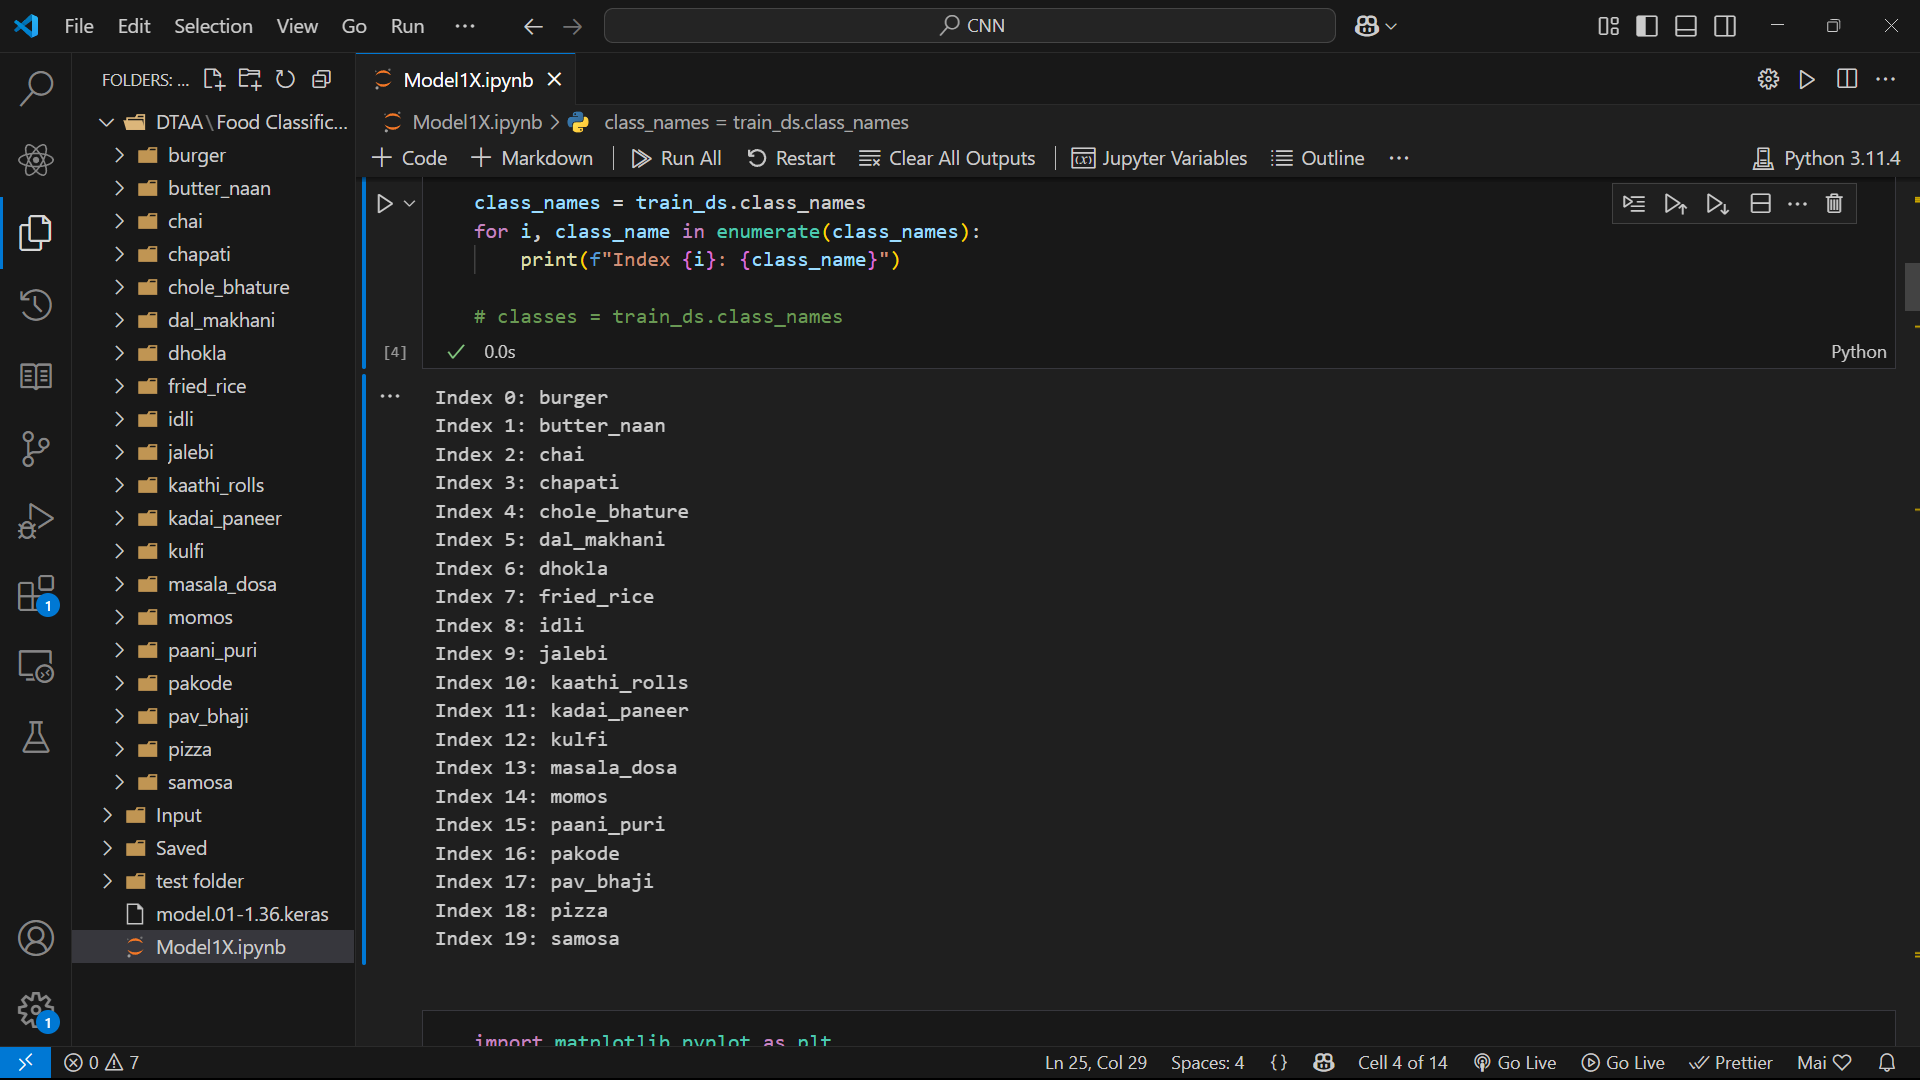 File Edit Selection View Go Run ··· CNN
FOLDERS: ...
DTAA\Food Classific...
burger
butter_naan
chai
chapati
chole_bhature
dal_makhani
dhokla
fried_rice
idli
jalebi
kaathi_rolls
kadai_paneer
kulfi
masala_dosa
momos
paani_puri
pakode
pav_bhaji
pizza
samosa
Input
Saved
test folder
model.01-1.36.keras
Model1X.ipynb
1
1
Model1X.ipynb
Model1X.ipynb > class_names = train_ds.class_names
+ Code + Markdown Run All Restart Clear All Outputs Jupyter Variables Outline ··· Python 3.11.4
class_names = train_ds.class_names
for i, class_name in enumerate(class_names):
print(f"Index {i}: {class_name}")
# classes = train_ds.class_names
[4] 0.0s Python
Index 0: burger
Index 1: butter_naan
Index 2: chai
Index 3: chapati
Index 4: chole_bhature
Index 5: dal_makhani
Index 6: dhokla
Index 7: fried_rice
Index 8: idli
Index 9: jalebi
Index 10: kaathi_rolls
Index 11: kadai_paneer
Index 12: kulfi
Index 13: masala_dosa
Index 14: momos
Index 15: paani_puri
Index 16: pakode
Index 17: pav_bhaji
Index 18: pizza
Index 19: samosa
import matplotlib.pyplot as plt
0 7 Ln 25, Col 29 Spaces: 4 {} Cell 4 of 14 Go Live Go Live Prettier Mai ♡